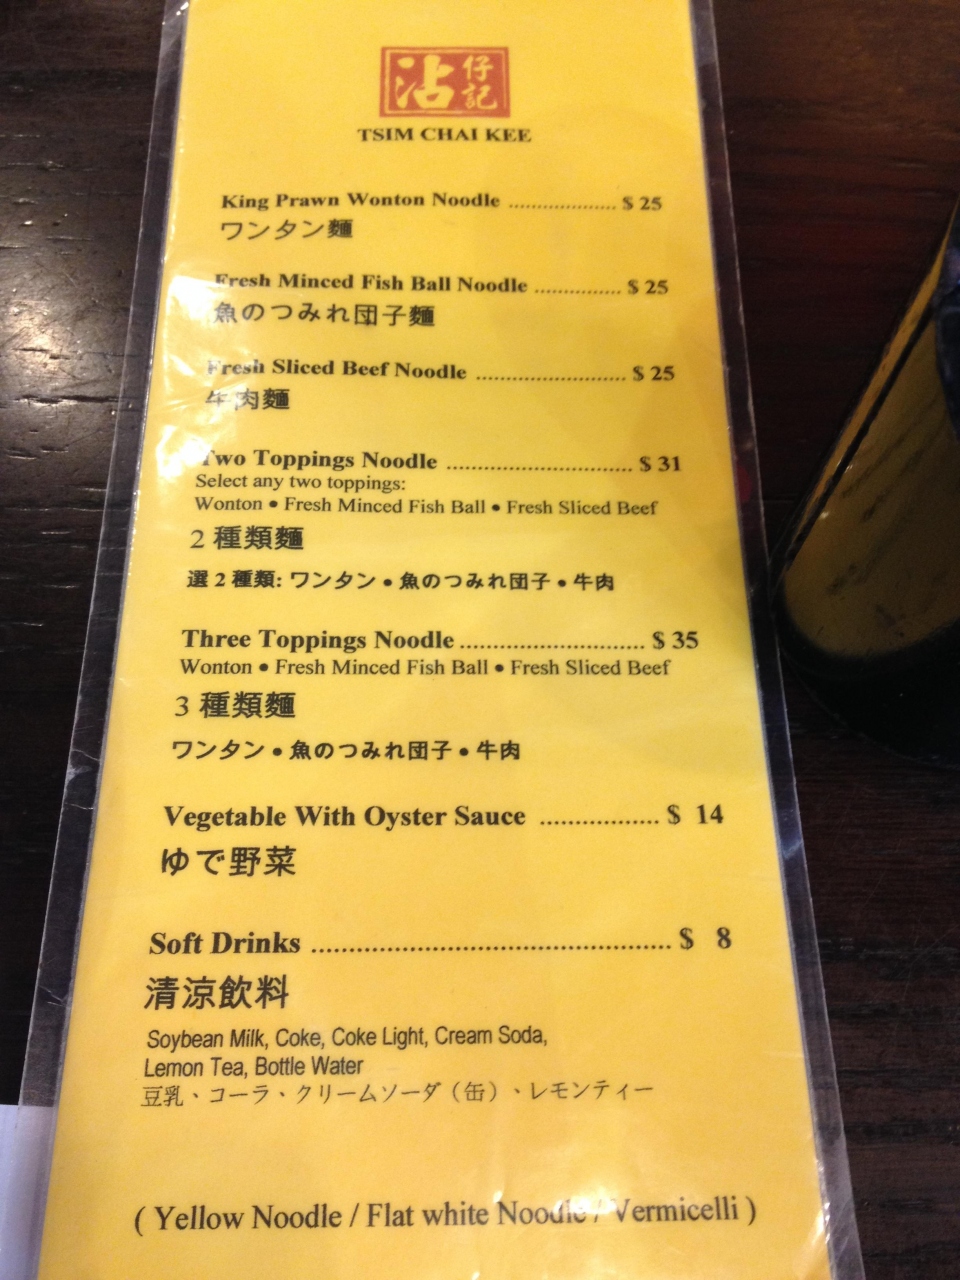 沾仔記
TSIM CHAI KEE
King Prawn Wonton Noodle .................... $ 25
ワンタン麵
Fresh Minced Fish Ball Noodle ................ $ 25
魚のつみれ団子麵
Fresh Sliced Beef Noodle ............................ $ 25
牛肉麵
Two Toppings Noodle .................................. $ 31
Select any two toppings:
Wonton • Fresh Minced Fish Ball • Fresh Sliced Beef
2 種類麵
選 2 種類: ワンタン • 魚のつみれ団子 • 牛肉
Three Toppings Noodle ................................ $ 35
Wonton • Fresh Minced Fish Ball • Fresh Sliced Beef
3 種類麵
ワンタン • 魚のつみれ団子 • 牛肉
Vegetable With Oyster Sauce .................. $ 14
ゆで野菜
Soft Drinks .................................................. $ 8
清涼飲料
Soybean Milk, Coke, Coke Light, Cream Soda,
Lemon Tea, Bottle Water
豆乳、コーラ、クリームソーダ（缶）、レモンティー
( Yellow Noodle / Flat white Noodle / Vermicelli )